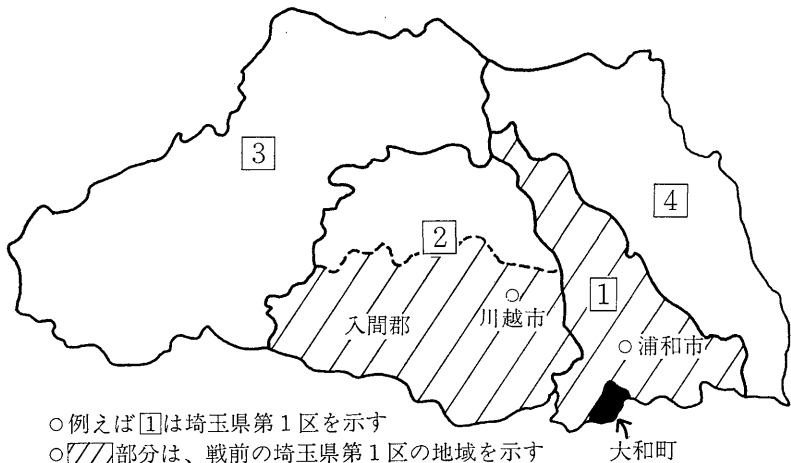 3
4
2
1
入間郡
川越市
浦和市
大和町
○例えば1は埼玉県第1区を示す
○部分は、戦前の埼玉県第1区の地域を示す